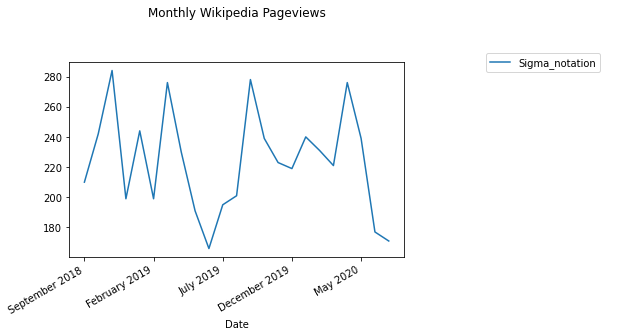 Monthly Wikipedia Pageviews
Sigma_notation
280
260
240
220
200
180
September 2018
February 2019
July 2019
December 2019
May 2020
Date